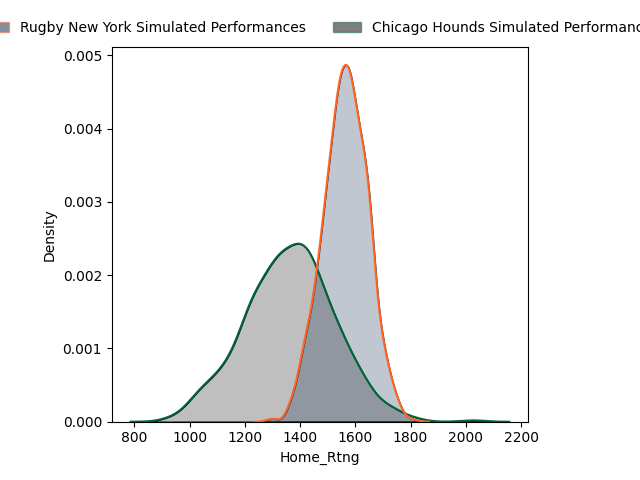 Rugby New York Simulated Performances
Chicago Hounds Simulated
0.005
0.004
0.003
0.002
0.001
0.000
Density
800 1000 1200 1400 1600 1800 2000 2200
Home_Rtng